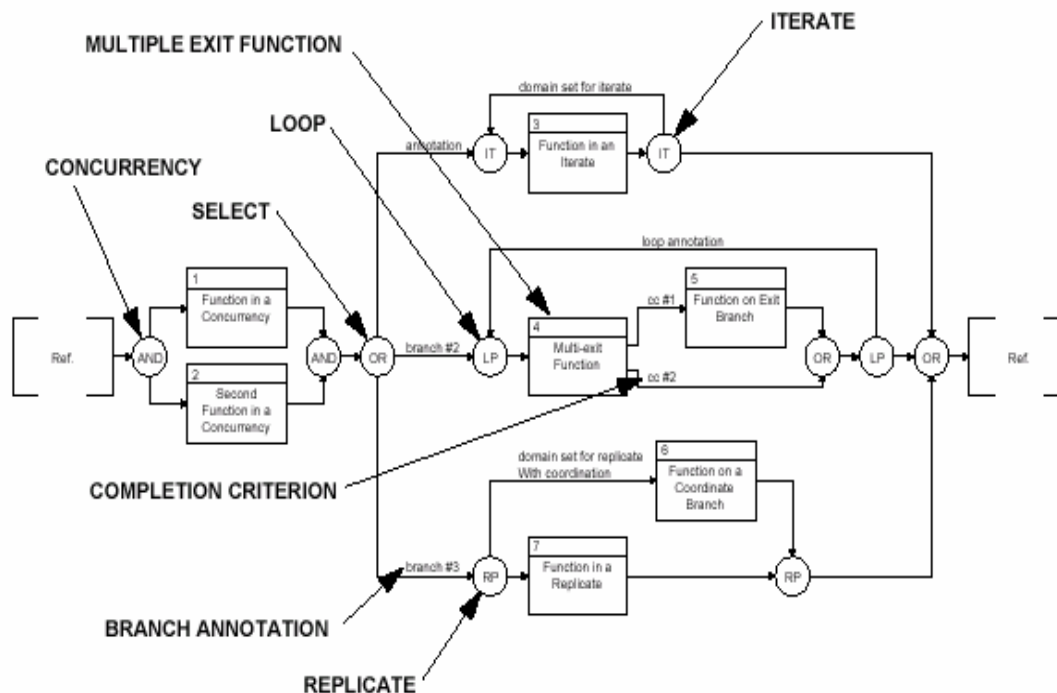 ITERATE
MULTIPLE EXIT FUNCTION
domain set for iterate
LOOP
3
annotation
IT
Function in an
Iterate
IT
CONCURRENCY
SELECT
loop annotation
1
Function in a
Concurrency
5
cc #1
Function on Exit
Branch
4
Ref.
AND
AND
OR
branch #2
LP
Multi-exit
Function
OR
LP
OR
Ref.
2
Second
Function in a
Concurrency
cc #2
domain set for replicate
With coordination
6
Function on a
Coordinate
Branch
COMPLETION CRITERION
7
branch #3
RP
Function in a
Replicate
RP
BRANCH ANNOTATION
REPLICATE